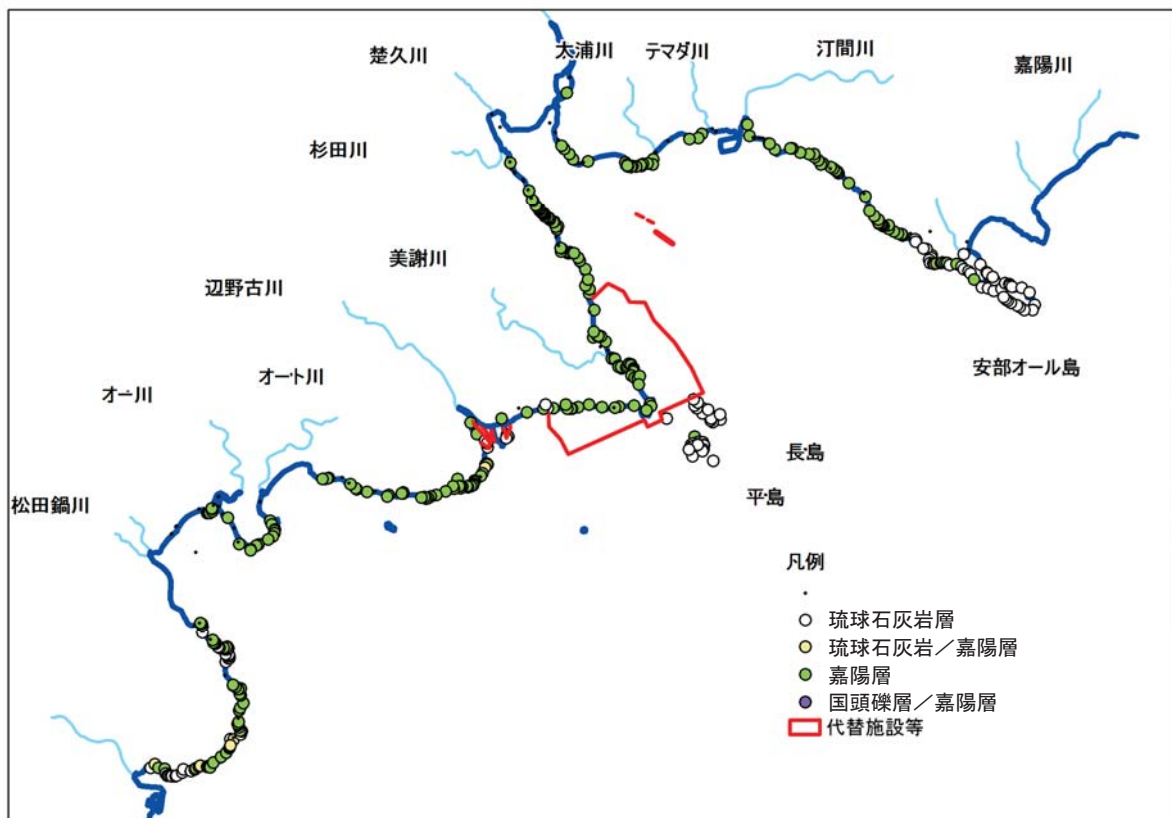 楚久川
大浦川
テマダ川
汀間川
嘉陽川
杉田川
美謝川
辺野古川
オー川
オート川
安部オール島
松田鍋川
長島
平島
凡例
琉球石灰岩層
琉球石灰岩／嘉陽層
嘉陽層
国頭礫層／嘉陽層
代替施設等